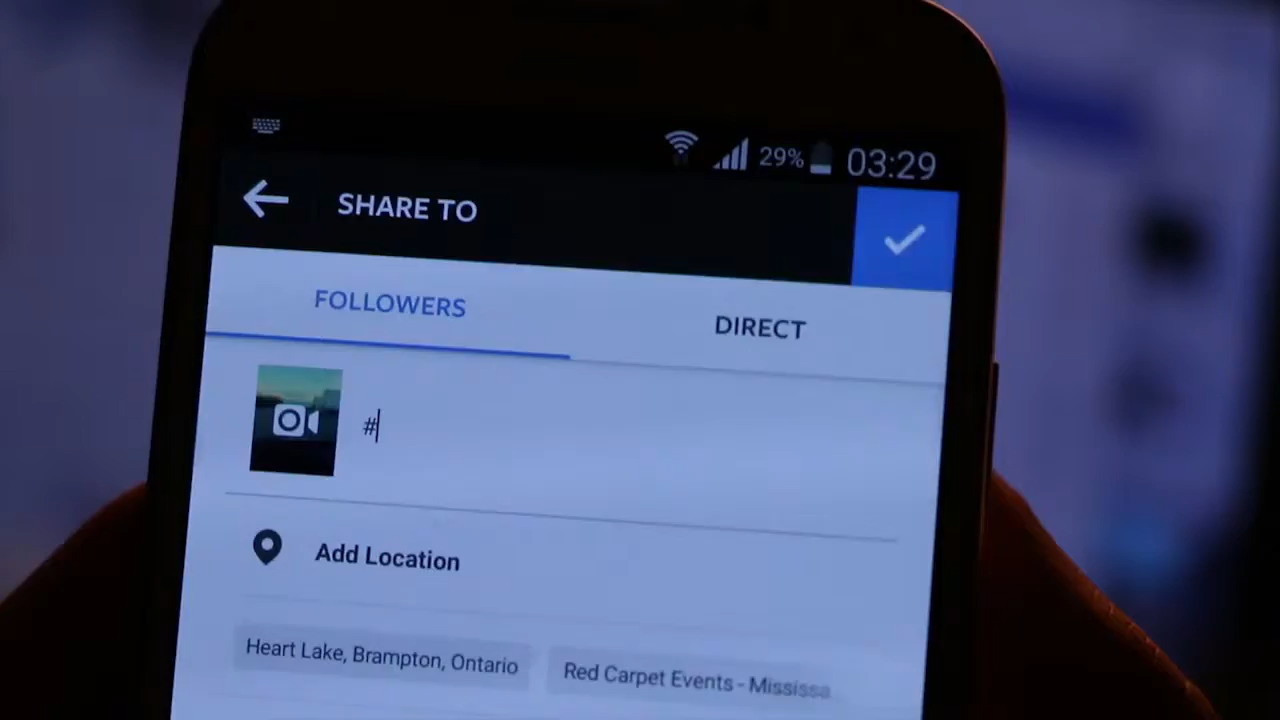 29% 03:29
SHARE TO
FOLLOWERS DIRECT
#
Add Location
Heart Lake, Brampton, Ontario Red Carpet Events - Mississa